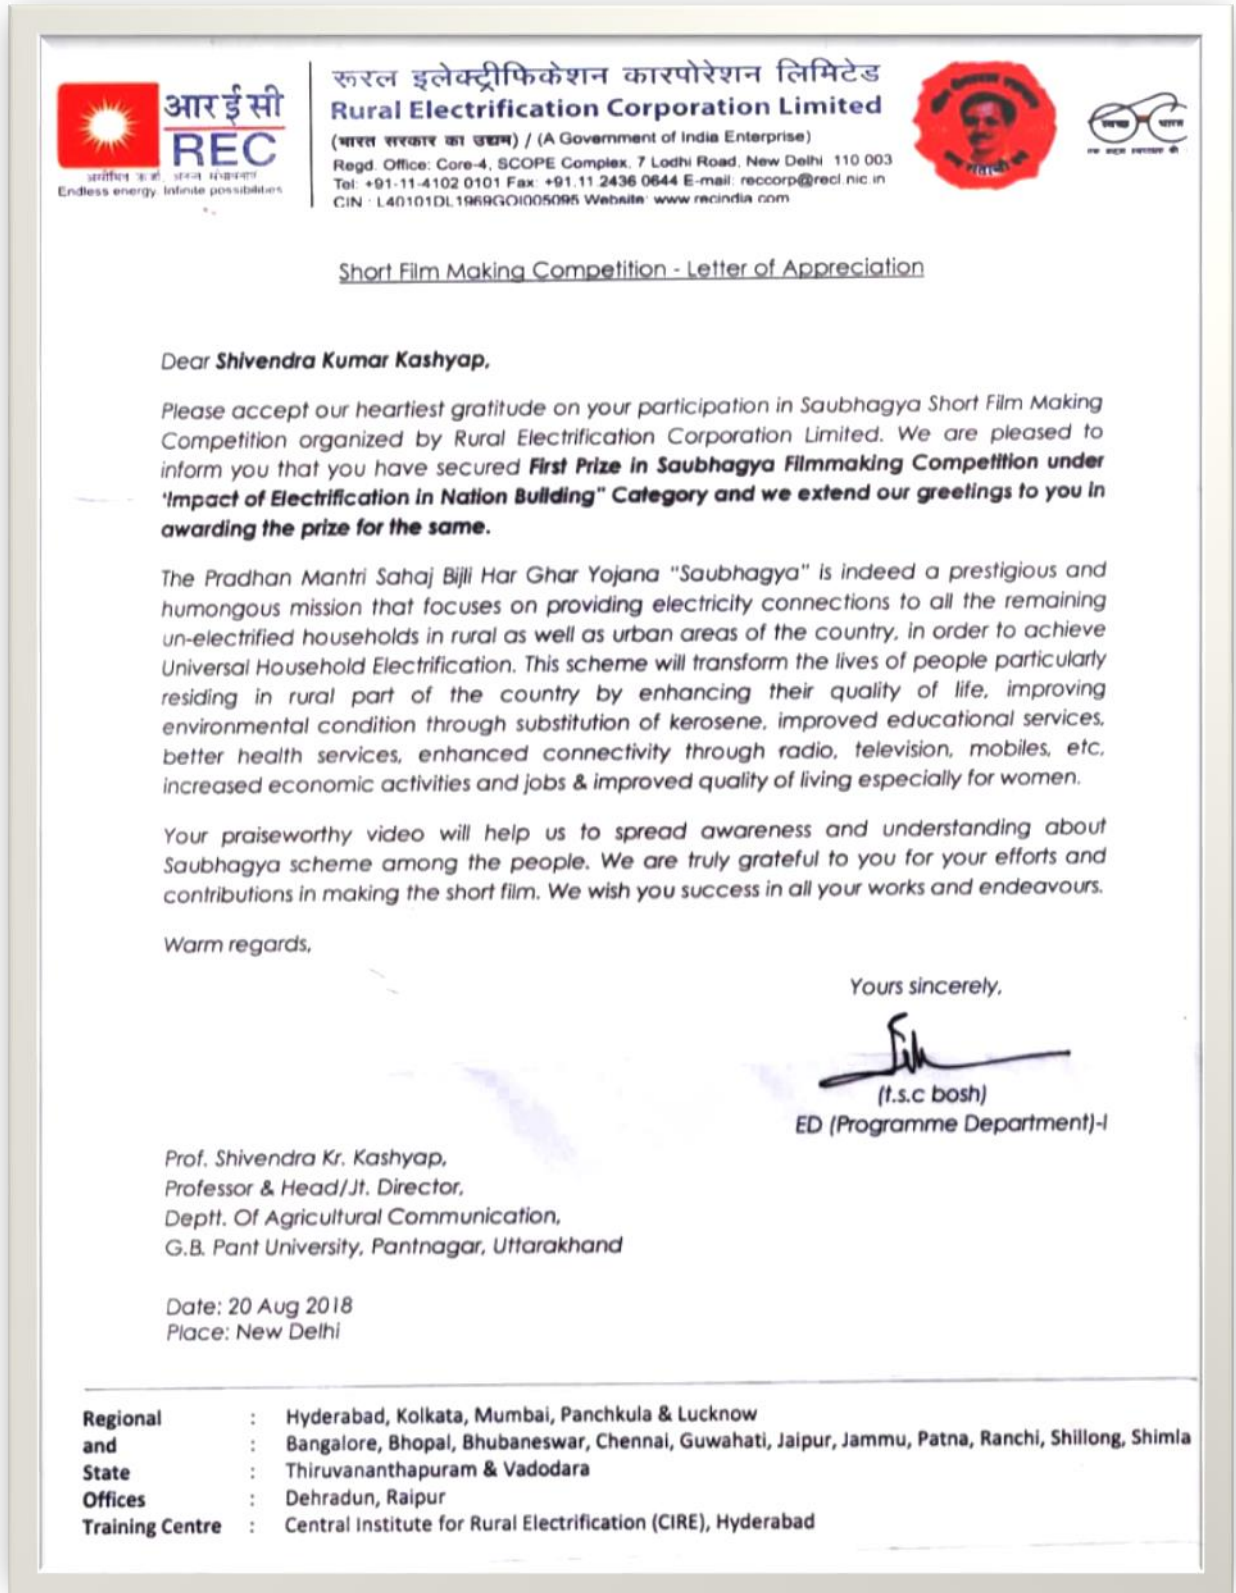 आर ई सी
REC
Endless energy. Infinite possibilities
रूरल इलेक्ट्रीफिकेशन कारपोरेशन लिमिटेड
Rural Electrification Corporation Limited
(भारत सरकार का उद्यम) / (A Government of India Enterprise)
Regd. Office: Core-4, SCOPE Complex, 7 Lodhi Road, New Delhi 110 003
Tel: +91-11-4102 0101 Fax: +91.11.2436 0644 E-mail: reccorp@recl.nic.in
CIN : L40101DL1969GOI005095 Website: www.recindia.com
स्वच्छ भारत
Short Film Making Competition - Letter of Appreciation
Dear Shivendra Kumar Kashyap,
Please accept our heartiest gratitude on your participation in Saubhagya Short Film Making
Competition organized by Rural Electrification Corporation Limited. We are pleased to
inform you that you have secured First Prize in Saubhagya Filmmaking Competition under
'Impact of Electrification in Nation Building" Category and we extend our greetings to you in
awarding the prize for the same.
The Pradhan Mantri Sahaj Bijli Har Ghar Yojana "Saubhagya" is indeed a prestigious and
humongous mission that focuses on providing electricity connections to all the remaining
un-electrified households in rural as well as urban areas of the country, in order to achieve
Universal Household Electrification. This scheme will transform the lives of people particularly
residing in rural part of the country by enhancing their quality of life, improving
environmental condition through substitution of kerosene, improved educational services,
better health services, enhanced connectivity through radio, television, mobiles, etc,
increased economic activities and jobs & improved quality of living especially for women.
Your praiseworthy video will help us to spread awareness and understanding about
Saubhagya scheme among the people. We are truly grateful to you for your efforts and
contributions in making the short film. We wish you success in all your works and endeavours.
Warm regards,
Yours sincerely,
(t.s.c bosh)
ED (Programme Department)-I
Prof. Shivendra Kr. Kashyap,
Professor & Head/Jt. Director,
Deptt. Of Agricultural Communication,
G.B. Pant University, Pantnagar, Uttarakhand
Date: 20 Aug 2018
Place: New Delhi
Regional : Hyderabad, Kolkata, Mumbai, Panchkula & Lucknow
and : Bangalore, Bhopal, Bhubaneswar, Chennai, Guwahati, Jaipur, Jammu, Patna, Ranchi, Shillong, Shimla
State : Thiruvananthapuram & Vadodara
Offices : Dehradun, Raipur
Training Centre : Central Institute for Rural Electrification (CIRE), Hyderabad